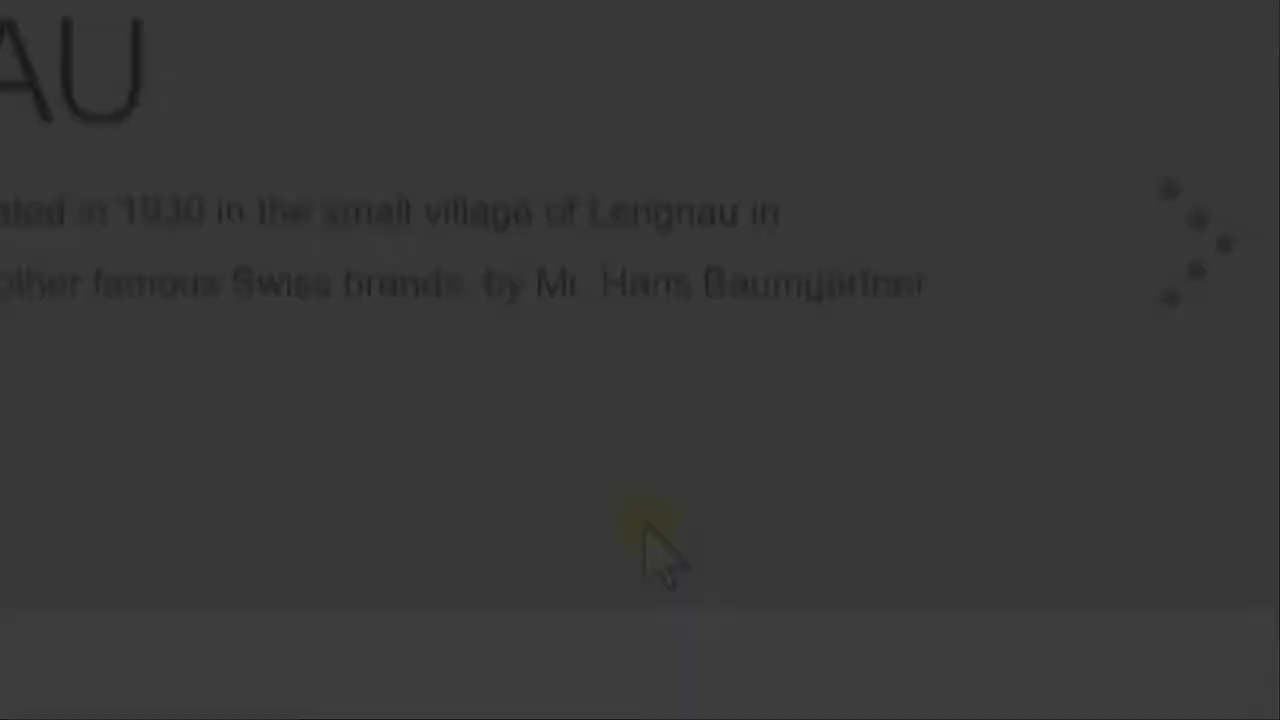 AU
ated in 1930 in the small village of Lengnau in
other famous Swiss brands, by Mr. Hans Baumgartner